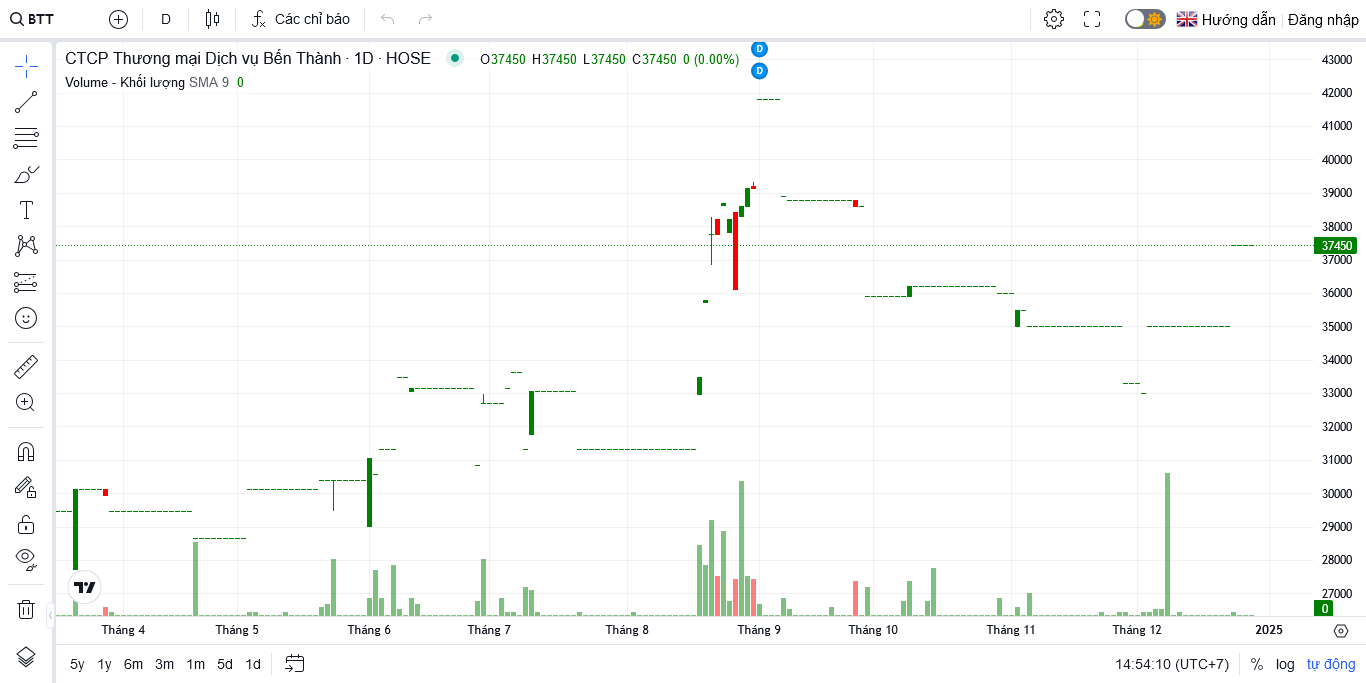 BTT D Các chỉ báo Hướng dẫn Đăng nhập
CTCP Thương mại Dịch vụ Bến Thành · 1D · HOSE O37450 H37450 L37450 C37450 0 (0.00%)
Volume - Khối lượng SMA 9 0
D
D
43000
42000
41000
40000
39000
38000
37450
37000
36000
35000
34000
33000
32000
31000
30000
29000
28000
27000
0
Tháng 4 Tháng 5 Tháng 6 Tháng 7 Tháng 8 Tháng 9 Tháng 10 Tháng 11 Tháng 12 2025
5y 1y 6m 3m 1m 5d 1d 14:54:10 (UTC+7) % log tự động